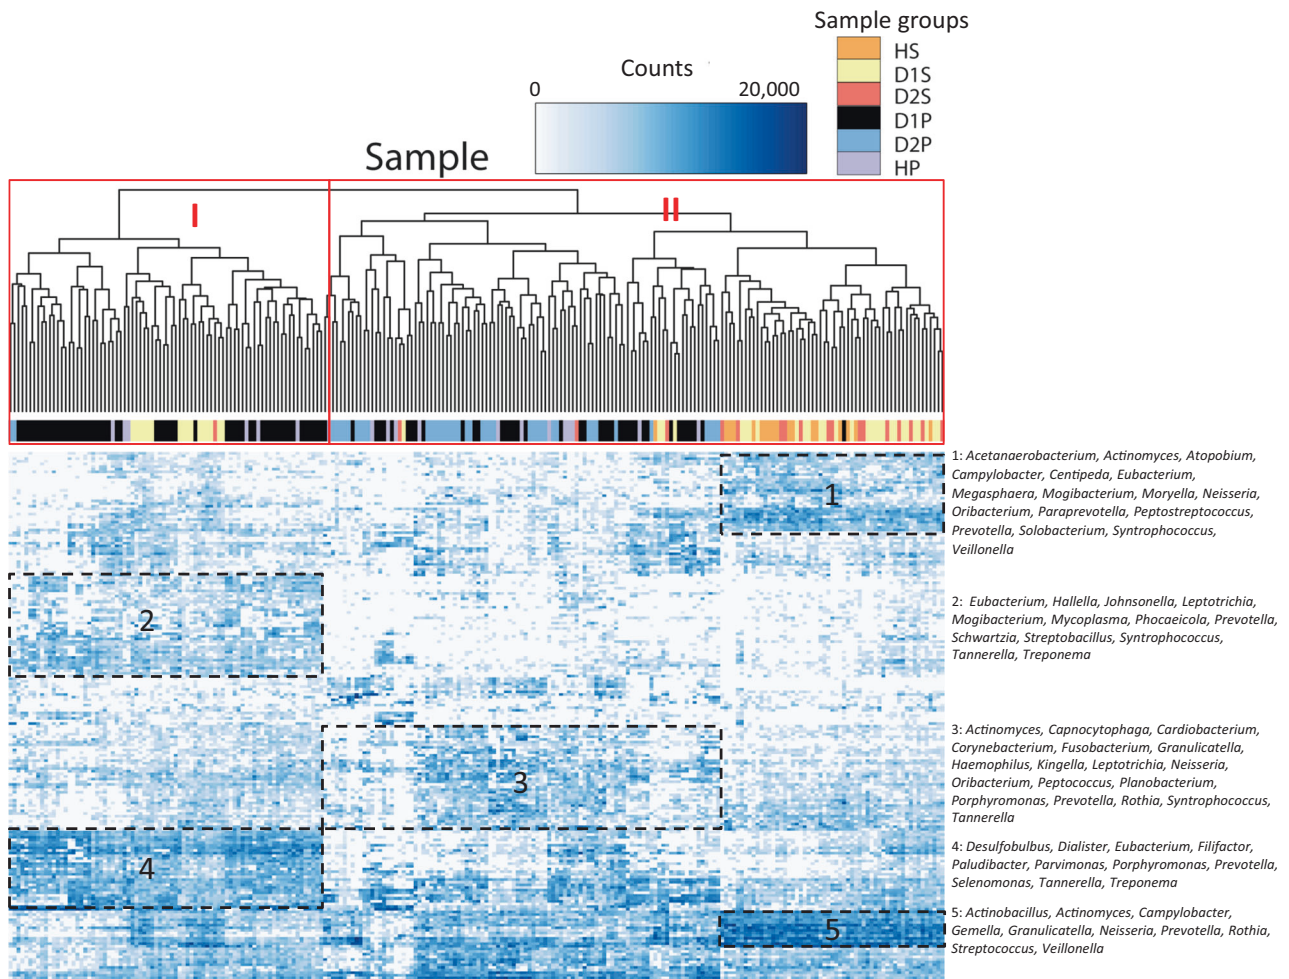 Sample groups
HS
D1S
D2S
D1P
D2P
HP
Counts
0
20,000
Sample
I
II
1
2
3
4
5
1: Acetanaerobacterium, Actinomyces, Atopobium,
Campylobacter, Centipeda, Eubacterium,
Megasphaera, Mogibacterium, Moryella, Neisseria,
Oribacterium, Paraprevotella, Peptostreptococcus,
Prevotella, Solobacterium, Syntrophococcus,
Veillonella
2: Eubacterium, Hallella, Johnsonella, Leptotrichia,
Mogibacterium, Mycoplasma, Phocaeicola, Prevotella,
Schwartzia, Streptobacillus, Syntrophococcus,
Tannerella, Treponema
3: Actinomyces, Capnocytophaga, Cardiobacterium,
Corynebacterium, Fusobacterium, Granulicatella,
Haemophilus, Kingella, Leptotrichia, Neisseria,
Oribacterium, Peptococcus, Planobacterium,
Porphyromonas, Prevotella, Rothia, Syntrophococcus,
Tannerella
4: Desulfobulbus, Dialister, Eubacterium, Filifactor,
Paludibacter, Parvimonas, Porphyromonas, Prevotella,
Selenomonas, Tannerella, Treponema
5: Actinobacillus, Actinomyces, Campylobacter,
Gemella, Granulicatella, Neisseria, Prevotella, Rothia,
Streptococcus, Veillonella